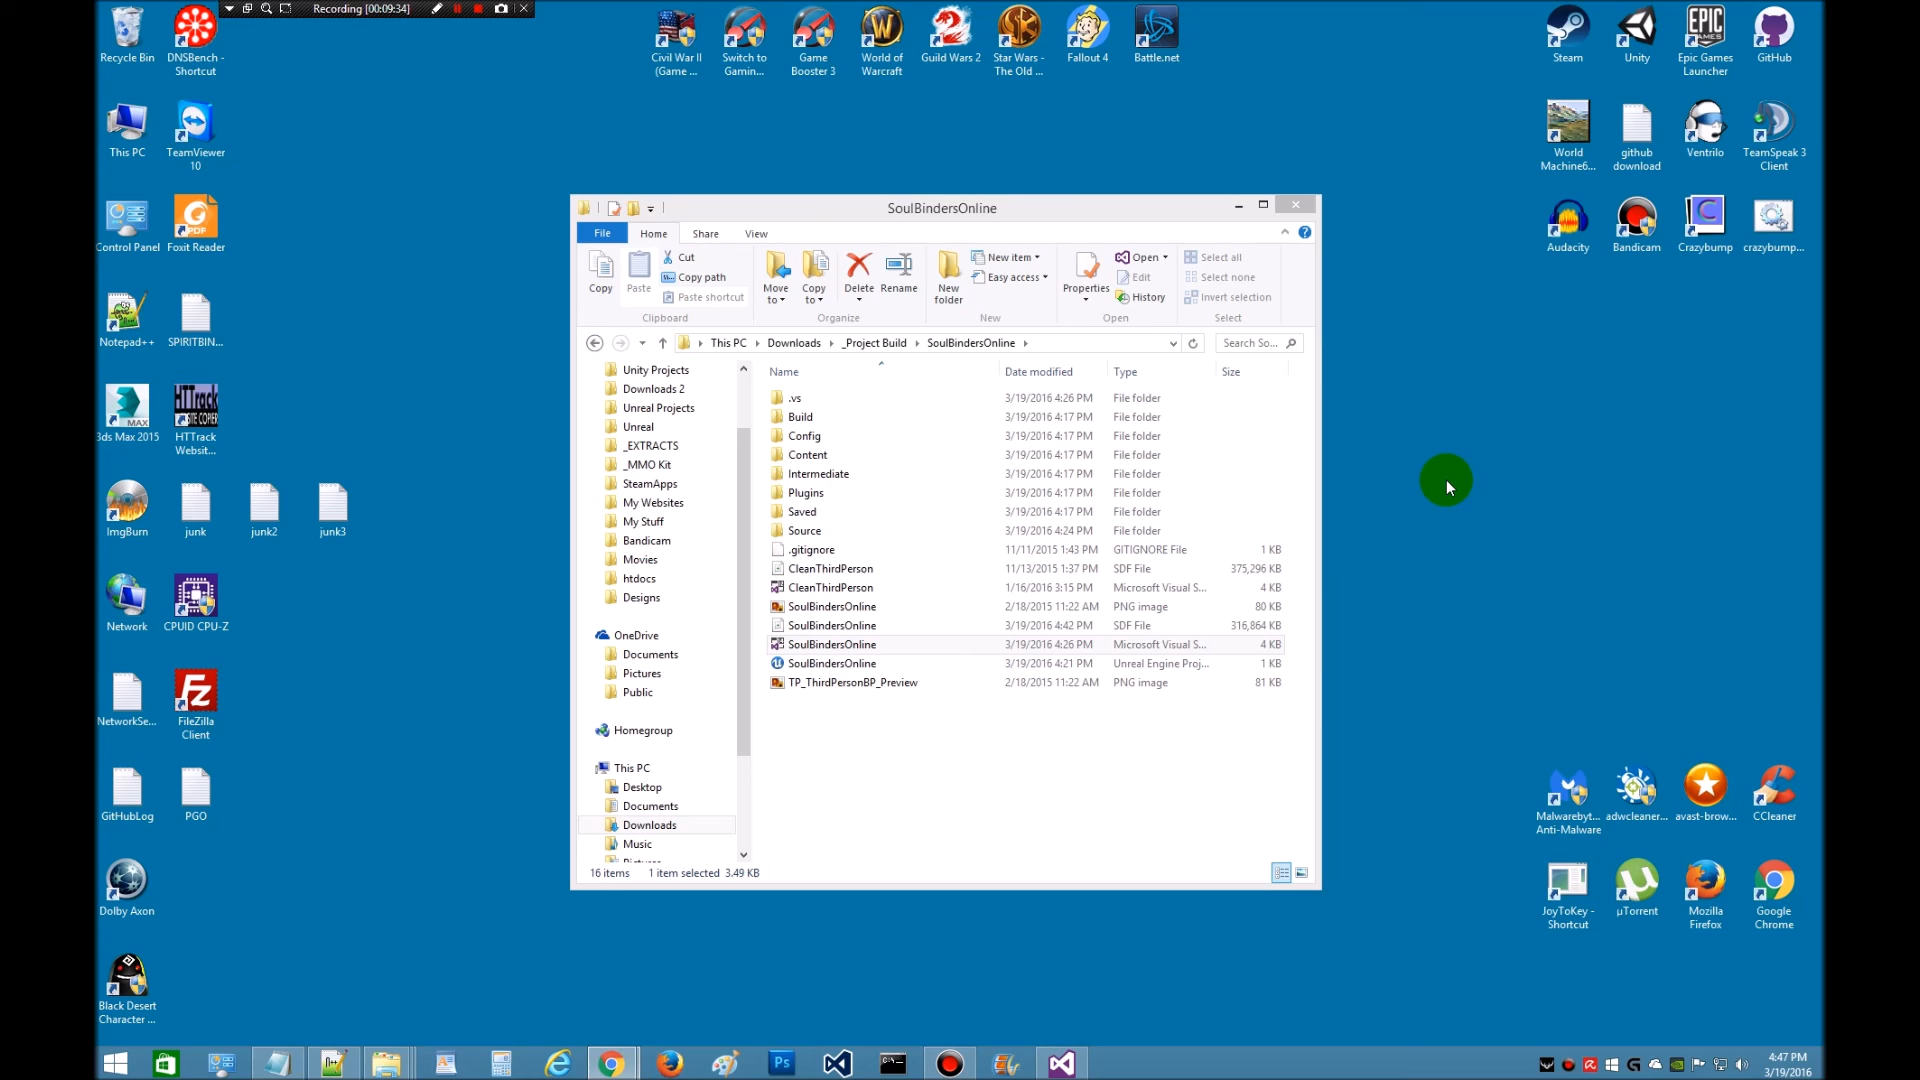 Recording [00:09:34]
Recycle Bin
DNSBench -
Shortcut
Civil War II
(Game ...
Switch to
Gamin...
Game
Booster 3
World of
Warcraft
Guild Wars 2
Star Wars -
The Old ...
Fallout 4
Battle.net
Steam
Unity
Epic Games
Launcher
GitHub
This PC
TeamViewer
10
World
Machine6...
github
download
Ventrilo
TeamSpeak 3
Client
Control Panel
Foxit Reader
Audacity
Bandicam
Crazybump
crazybump...
Notepad++
SPIRITBIN...
3ds Max 2015
HTTrack
Websit...
ImgBurn
junk
junk2
junk3
Network
CPUID CPU-Z
NetworkSe...
FileZilla
Client
GitHubLog
PGO
Dolby Axon
Black Desert
Character ...
Malwarebyt...
Anti-Malware
adwcleaner...
avast-brow...
CCleaner
JoyToKey -
Shortcut
µTorrent
Mozilla
Firefox
Google
Chrome
SoulBindersOnline
File Home Share View
Copy
Paste
Cut
Copy path
Paste shortcut
Clipboard
Move
to
Copy
to
Delete
Rename
Organize
New
folder
New item
Easy access
New
Properties
Open
Edit
History
Open
Select all
Select none
Invert selection
Select
This PC Downloads _Project Build SoulBindersOnline
Search So...
Unity Projects
Downloads 2
Unreal Projects
Unreal
_EXTRACTS
_MMO Kit
SteamApps
My Websites
My Stuff
Bandicam
Movies
htdocs
Designs
OneDrive
Documents
Pictures
Public
Homegroup
This PC
Desktop
Documents
Downloads
Music
Name Date modified Type Size
.vs 3/19/2016 4:26 PM File folder
Build 3/19/2016 4:17 PM File folder
Config 3/19/2016 4:17 PM File folder
Content 3/19/2016 4:17 PM File folder
Intermediate 3/19/2016 4:17 PM File folder
Plugins 3/19/2016 4:17 PM File folder
Saved 3/19/2016 4:17 PM File folder
Source 3/19/2016 4:24 PM File folder
.gitignore 11/11/2015 1:43 PM GITIGNORE File 1 KB
CleanThirdPerson 11/13/2015 1:37 PM SDF File 375,296 KB
CleanThirdPerson 1/16/2016 3:15 PM Microsoft Visual S... 4 KB
SoulBindersOnline 2/18/2015 11:22 AM PNG image 80 KB
SoulBindersOnline 3/19/2016 4:42 PM SDF File 316,864 KB
SoulBindersOnline 3/19/2016 4:26 PM Microsoft Visual S... 4 KB
SoulBindersOnline 3/19/2016 4:21 PM Unreal Engine Proj... 1 KB
TP_ThirdPersonBP_Preview 2/18/2015 11:22 AM PNG image 81 KB
16 items 1 item selected 3.49 KB
4:47 PM
3/19/2016